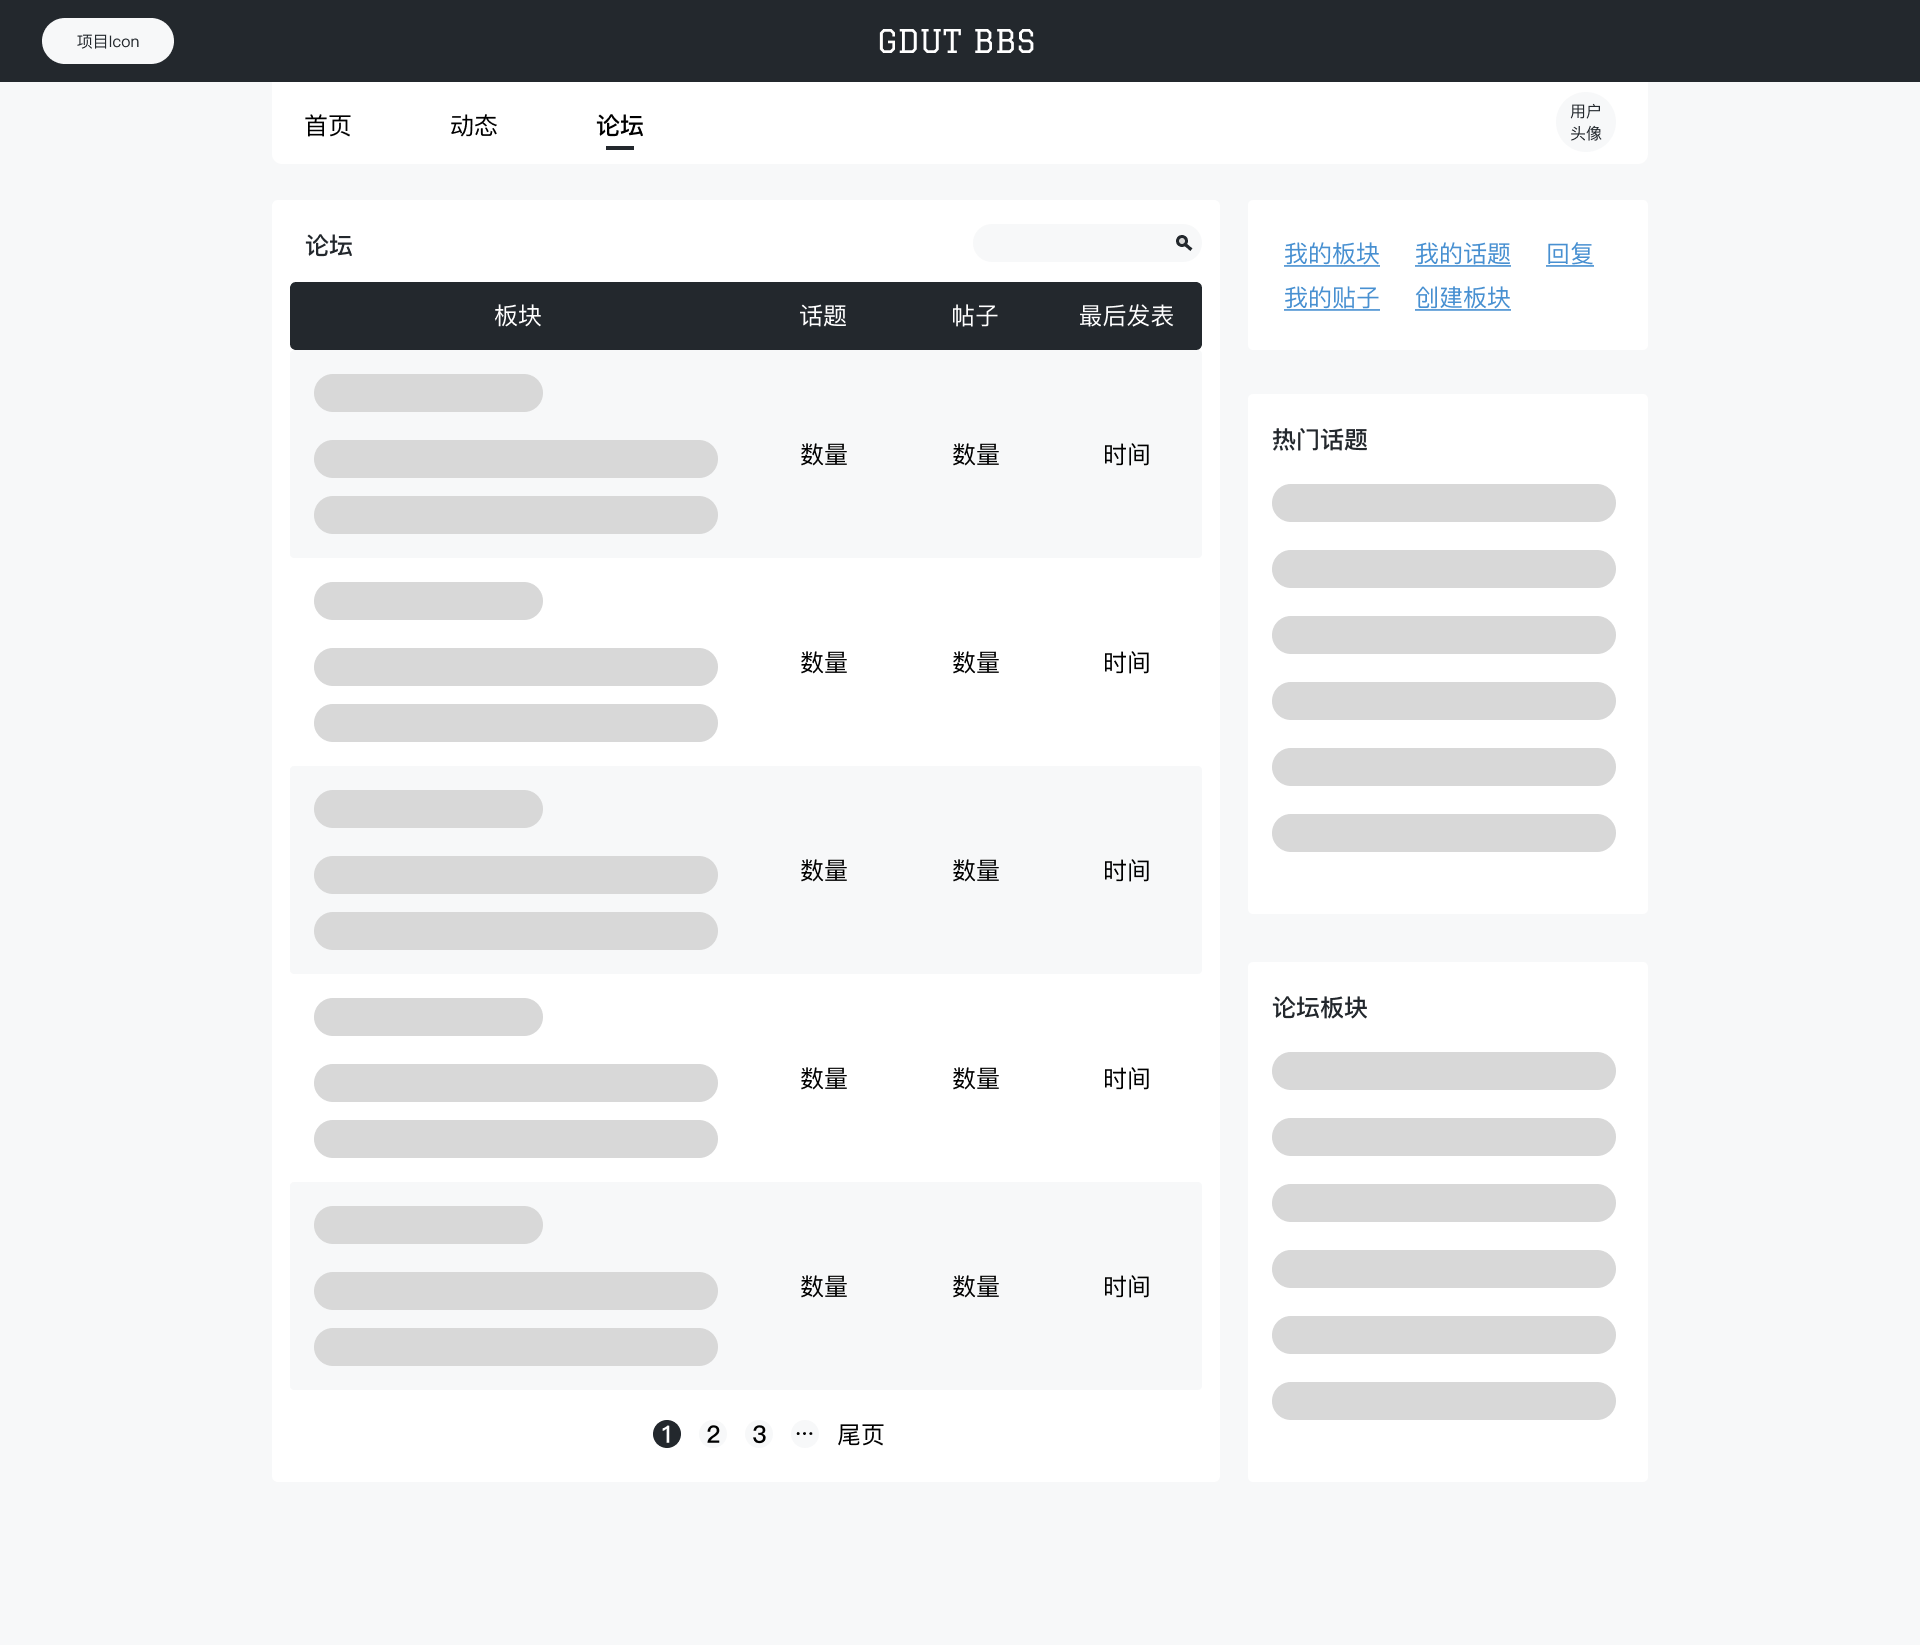 项目Icon
GDUT BBS
首页 动态 论坛
用户
头像
论坛
板块 话题 帖子 最后发表
数量 数量 时间
数量 数量 时间
数量 数量 时间
数量 数量 时间
数量 数量 时间
1 2 3 ··· 尾页
我的板块 我的话题 回复
我的贴子 创建板块
热门话题
论坛板块